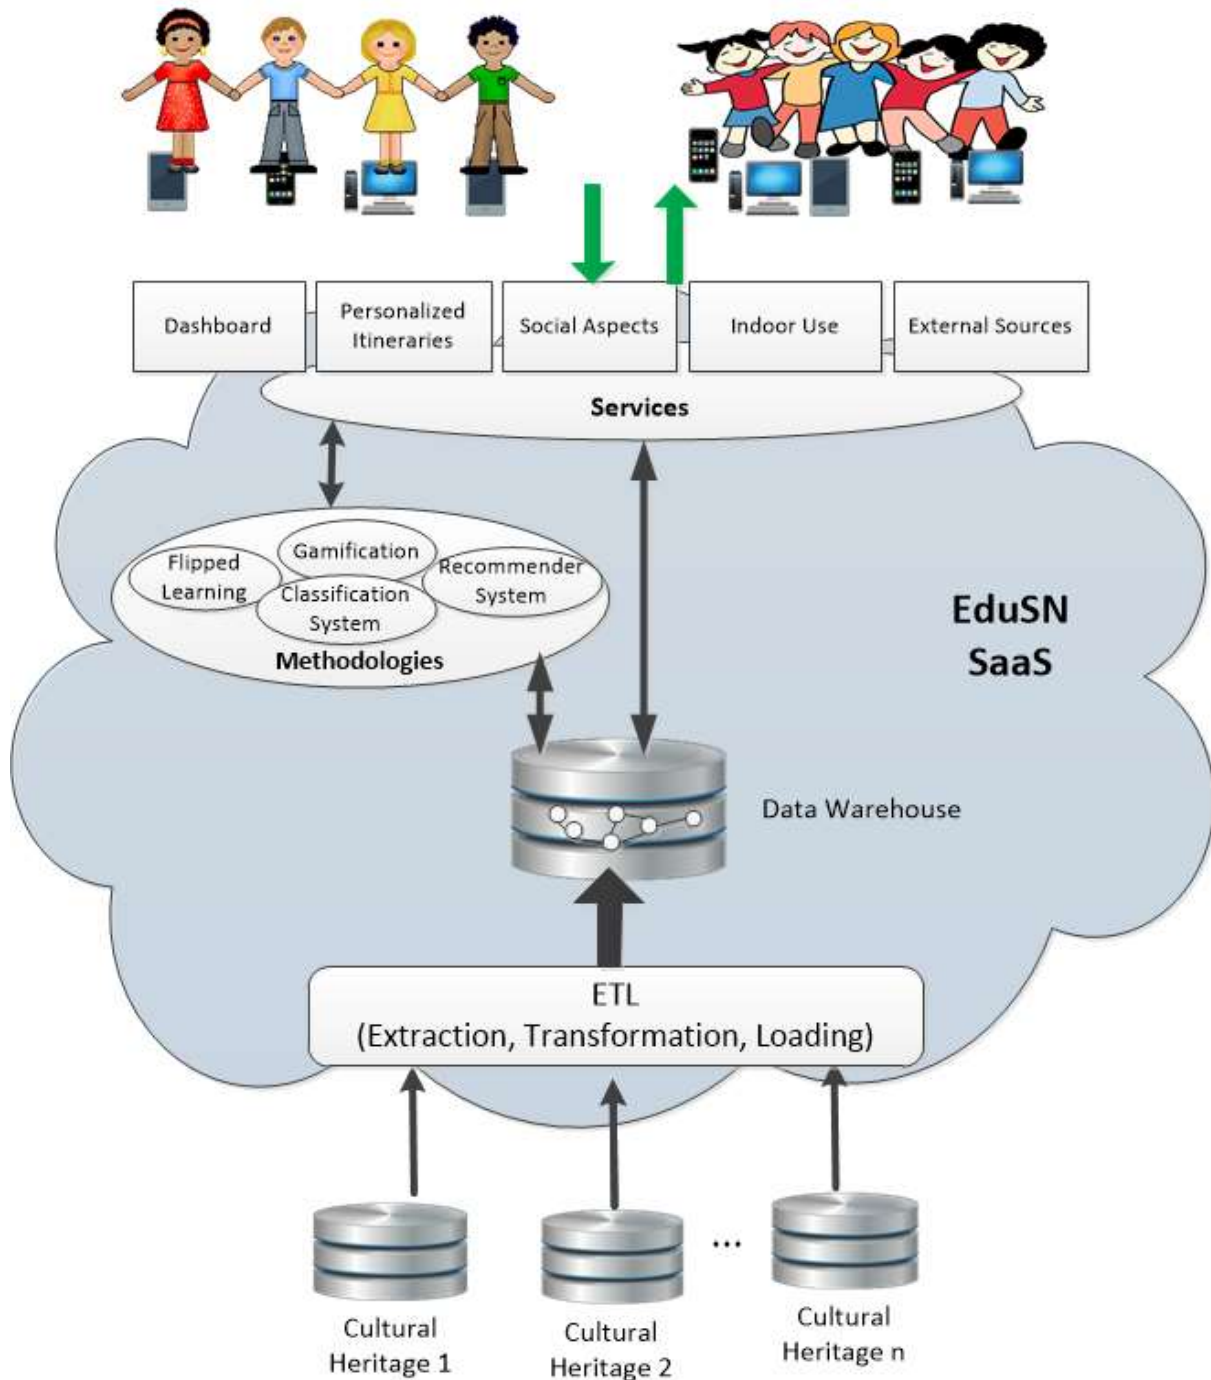 Dashboard
Personalized
Itineraries
Social Aspects
Indoor Use
External Sources
Services
Flipped
Learning
Gamification
Classification
System
Recommender
System
Methodologies
EduSN
SaaS
Data Warehouse
ETL
(Extraction, Transformation, Loading)
Cultural
Heritage 1
Cultural
Heritage 2
...
Cultural
Heritage n